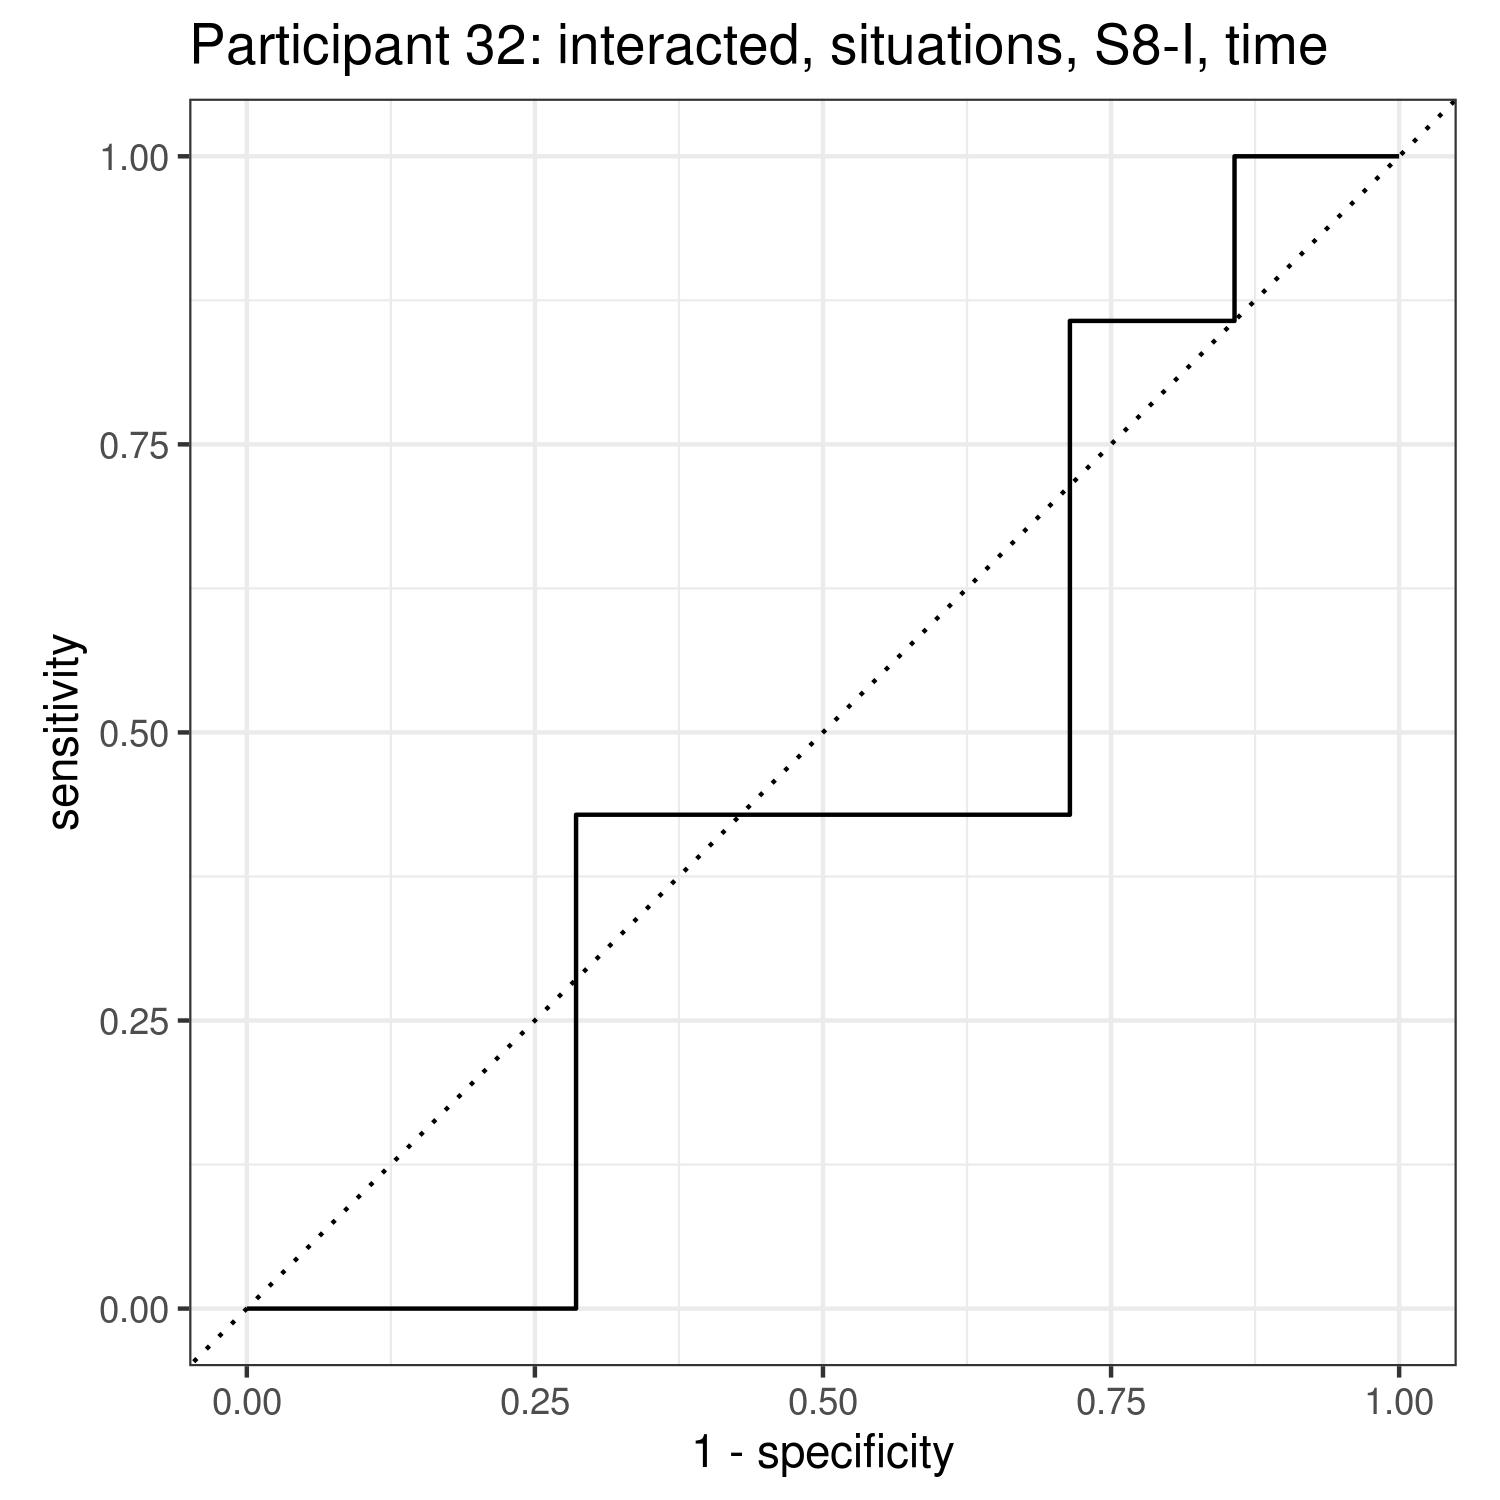 Participant 32: interacted, situations, S8-I, time
1.00
0.75
0.50
0.25
0.00
sensitivity
0.00 0.25 0.50 0.75 1.00
1 - specificity